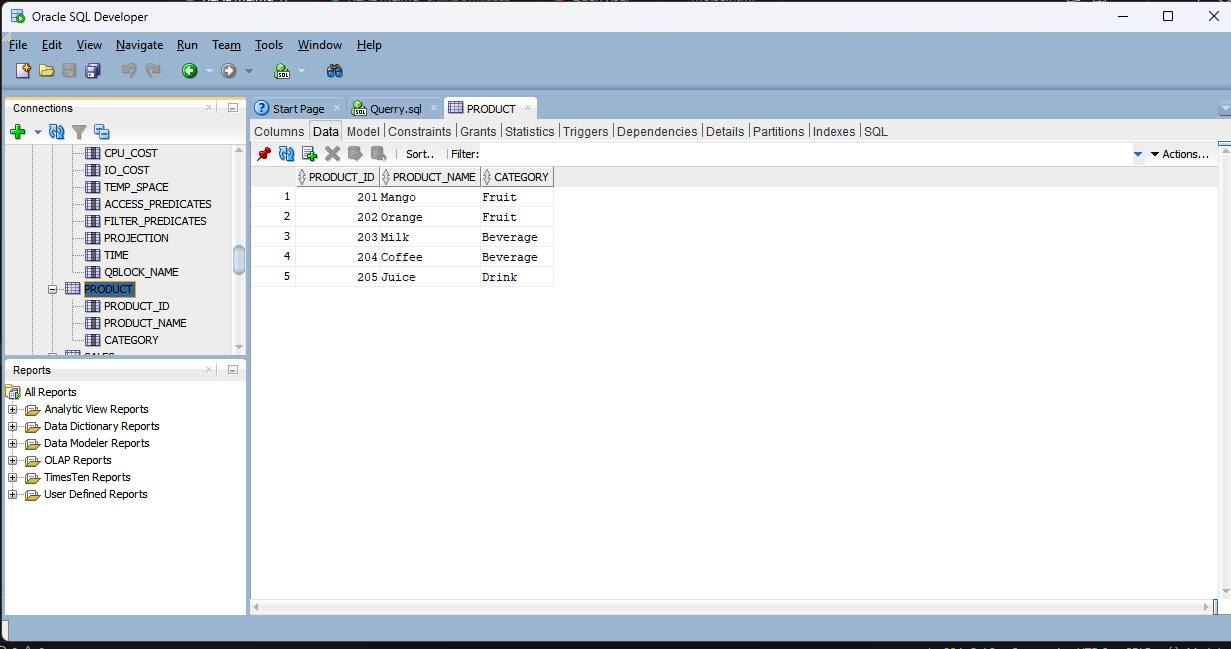 Oracle SQL Developer
File Edit View Navigate Run Team Tools Window Help
Connections
CPU_COST
IO_COST
TEMP_SPACE
ACCESS_PREDICATES
FILTER_PREDICATES
PROJECTION
TIME
QBLOCK_NAME
PRODUCT
PRODUCT_ID
PRODUCT_NAME
CATEGORY
Reports
All Reports
Analytic View Reports
Data Dictionary Reports
Data Modeler Reports
OLAP Reports
TimesTen Reports
User Defined Reports
Start Page Querry.sql PRODUCT
Columns Data Model Constraints Grants Statistics Triggers Dependencies Details Partitions Indexes SQL
Sort.. Filter: Actions...
PRODUCT_ID PRODUCT_NAME CATEGORY
1 201 Mango Fruit
2 202 Orange Fruit
3 203 Milk Beverage
4 204 Coffee Beverage
5 205 Juice Drink